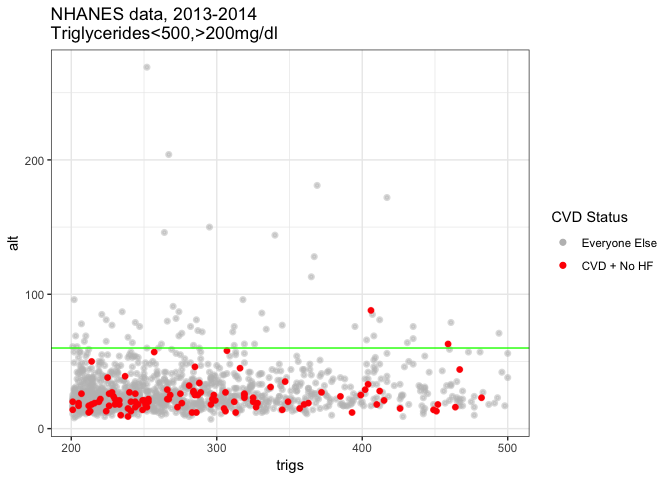 NHANES data, 2013-2014
Triglycerides<500,>200mg/dl
alt
200
100
0
200
300
400
500
trigs
CVD Status
Everyone Else
CVD + No HF